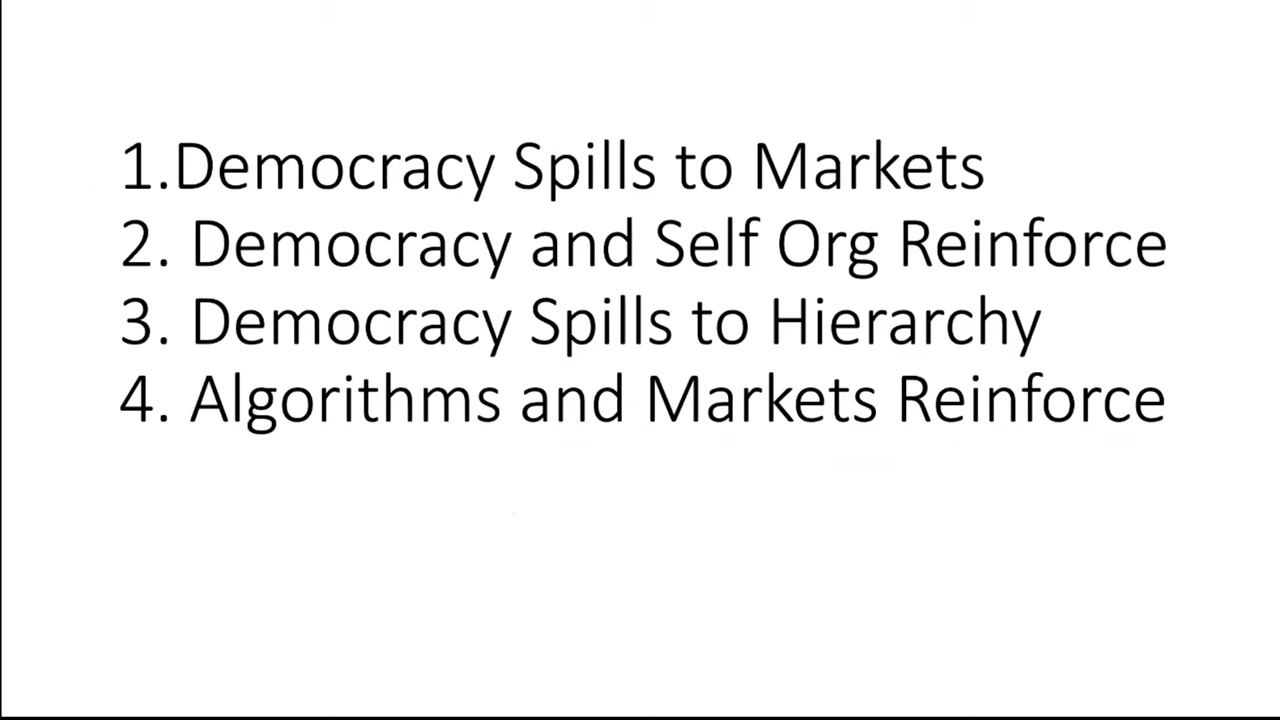 1.Democracy Spills to Markets
2. Democracy and Self Org Reinforce
3. Democracy Spills to Hierarchy
4. Algorithms and Markets Reinforce